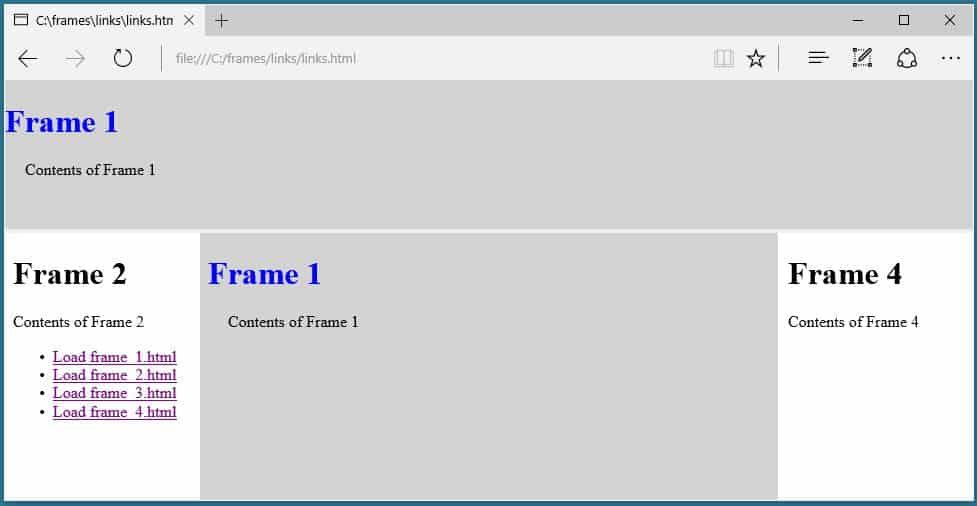 C:\frames\links\links.htm
file:///C:/frames/links/links.html
Frame 1
Contents of Frame 1
Frame 2
Contents of Frame 2
• Load frame_1.html
• Load frame_2.html
• Load frame_3.html
• Load frame_4.html
Frame 1
Contents of Frame 1
Frame 4
Contents of Frame 4